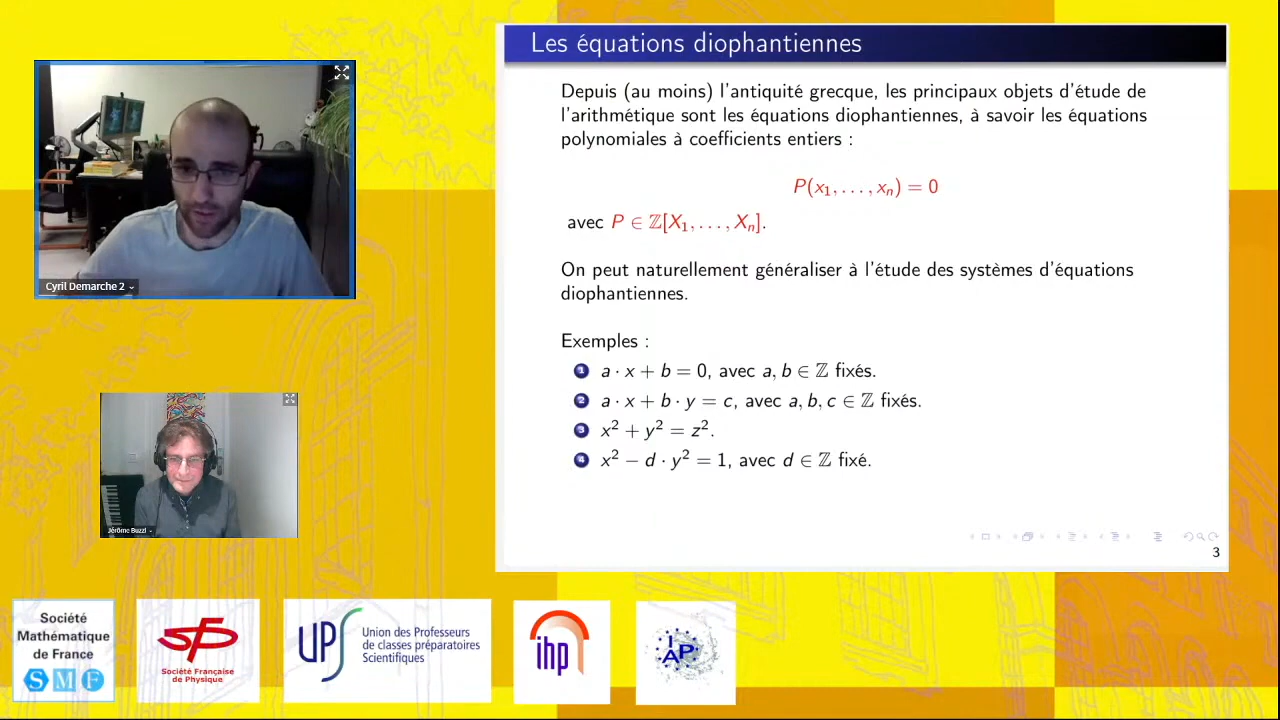 Les équations diophantiennes
Depuis (au moins) l'antiquité grecque, les principaux objets d'étude de
l'arithmétique sont les équations diophantiennes, à savoir les équations
polynomiales à coefficients entiers :
P(x₁, . . . , xₙ) = 0
avec P ∈ ℤ[X₁, . . . , Xₙ].
On peut naturellement généraliser à l'étude des systèmes d'équations
diophantiennes.
Exemples :
1 a · x + b = 0, avec a, b ∈ ℤ fixés.
2 a · x + b · y = c, avec a, b, c ∈ ℤ fixés.
3 x² + y² = z².
4 x² − d · y² = 1, avec d ∈ ℤ fixé.
3
Cyril Demarche 2
Jérôme Buzzi
Société
Mathématique
de France
SMF
sfp
Société Française
de Physique
UPS
Union des Professeurs
de classes préparatoires
Scientifiques
ihp
IAP